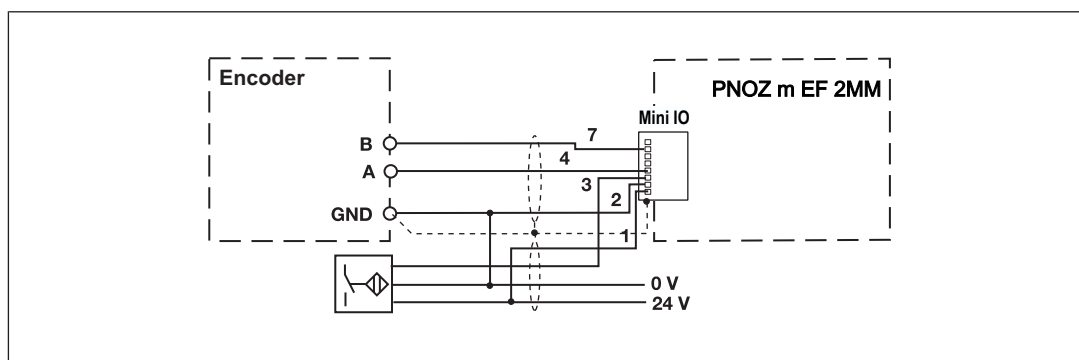 Encoder
PNOZ m EF 2MM
Mini IO
B
7
A
4
3
GND
2
1
0 V
24 V